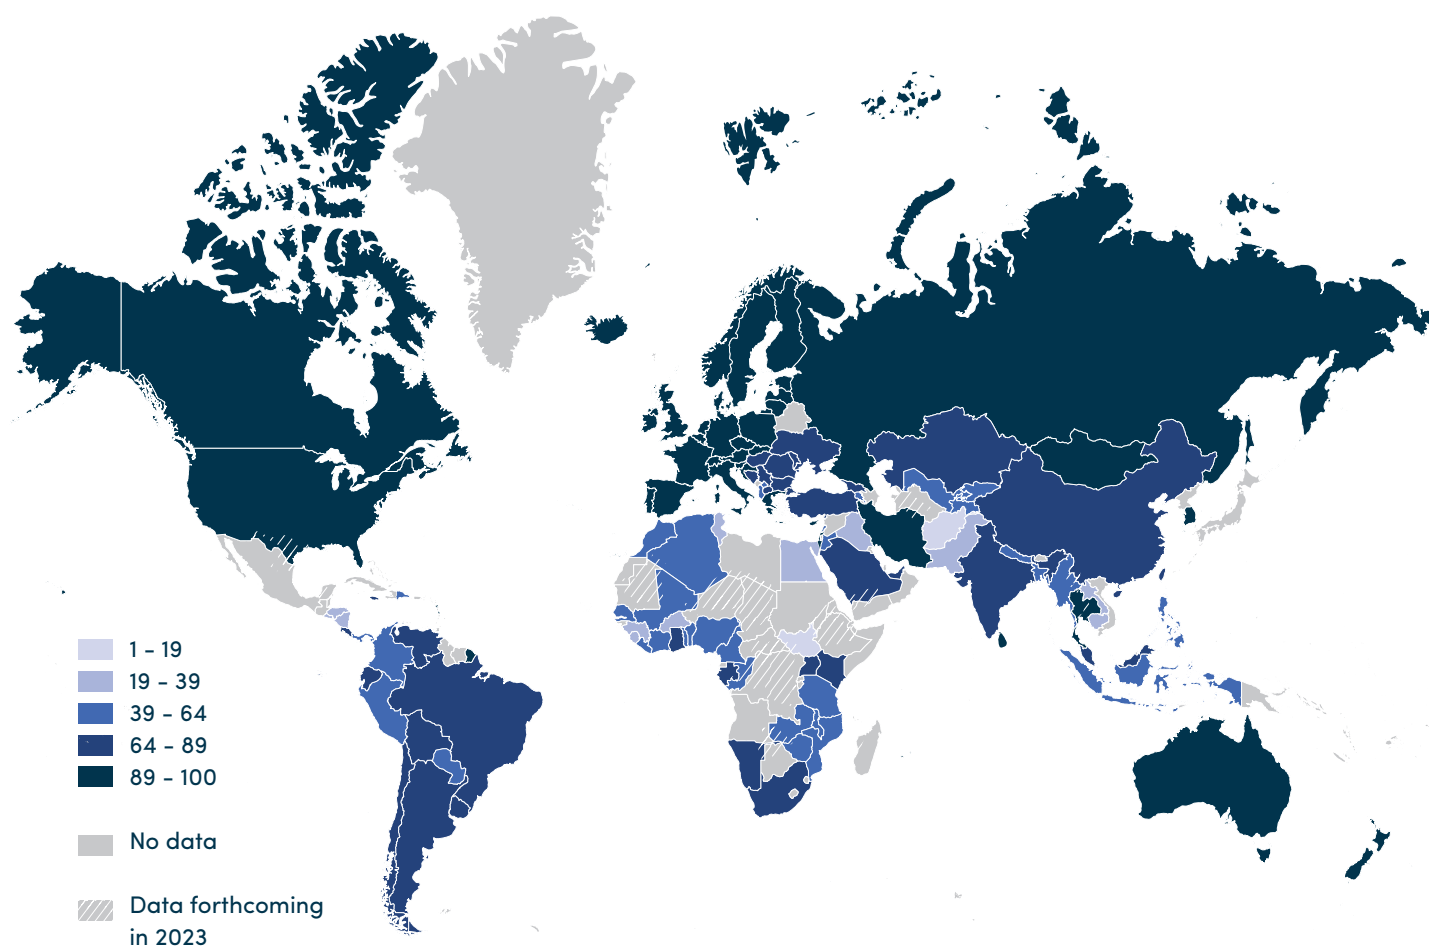 1 – 19
19 – 39
39 – 64
64 – 89
89 – 100
No data
Data forthcoming
in 2023